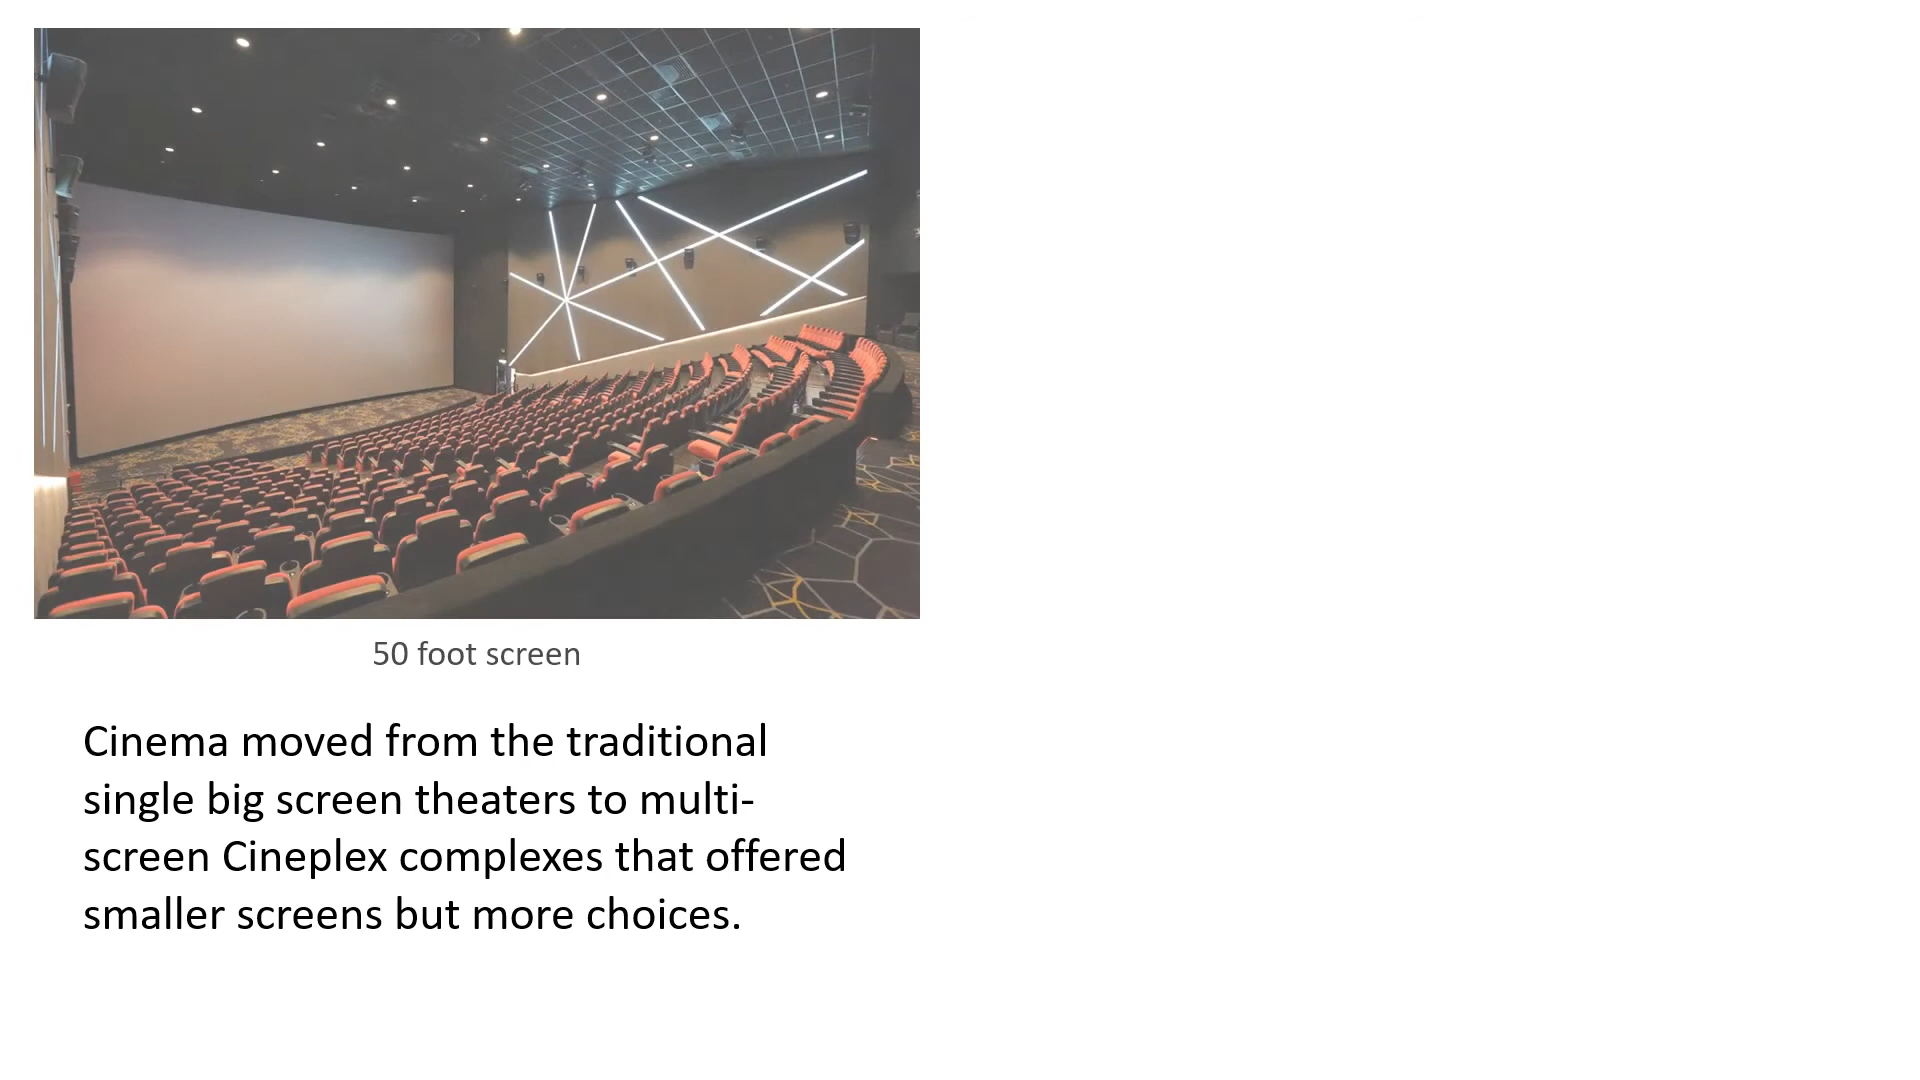 50 foot screen
Cinema moved from the traditional
single big screen theaters to multi-
screen Cineplex complexes that offered
smaller screens but more choices.